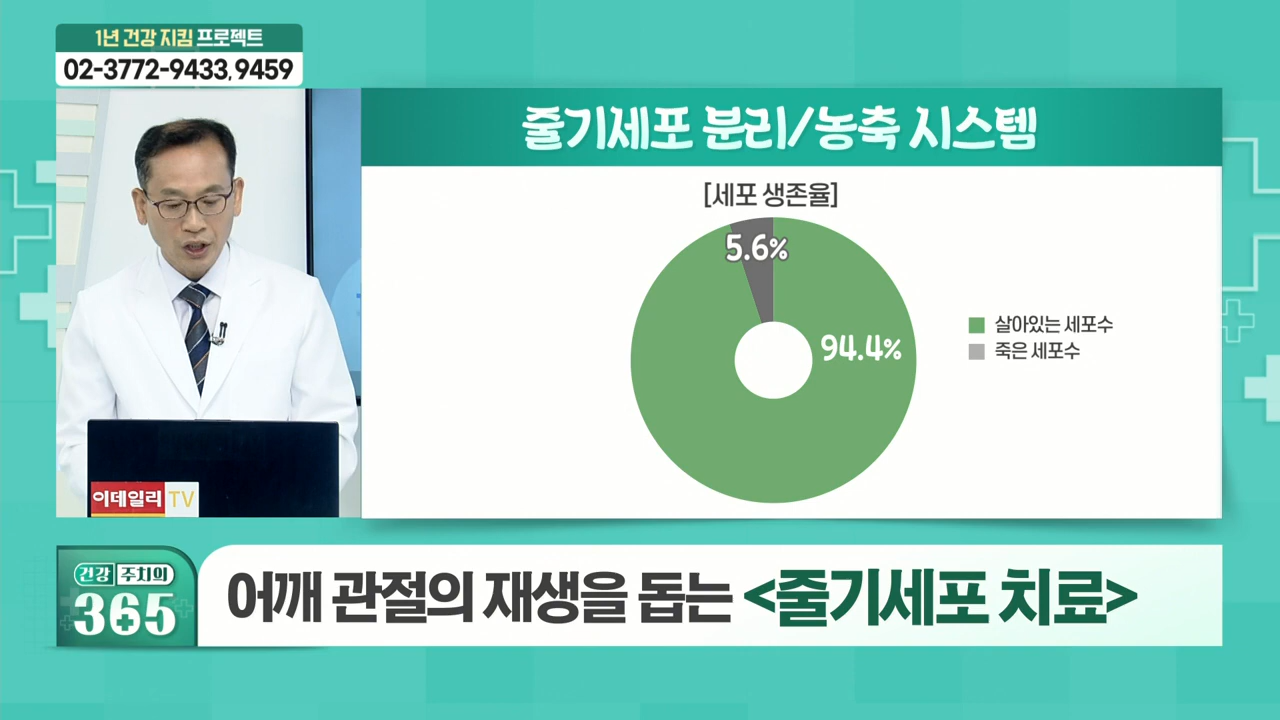 1년 건강 지킴 프로젝트
02-3772-9433, 9459
줄기세포 분리/농축 시스템
[세포 생존율]
5.6%
94.4%
살아있는 세포수
죽은 세포수
이데일리 TV
건강 주치의
365
어깨 관절의 재생을 돕는 <줄기세포 치료>